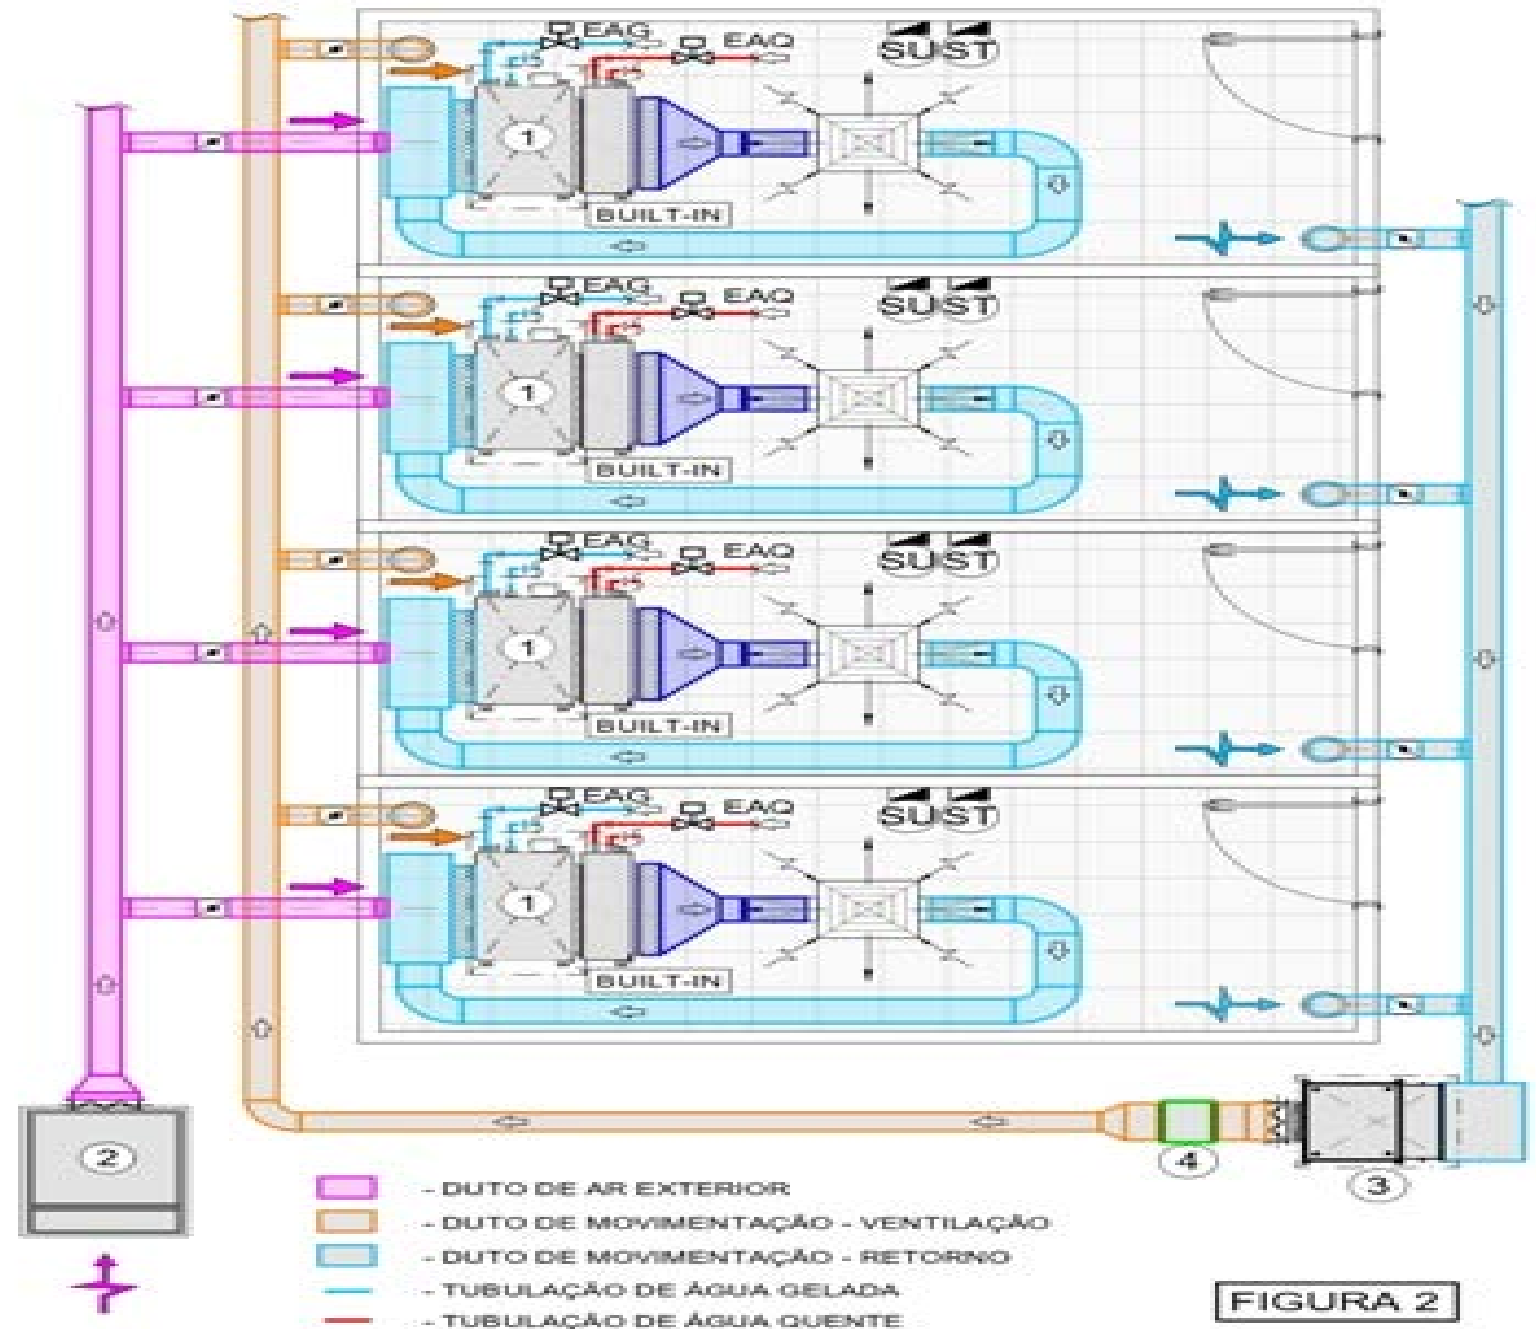 EAG
EAQ
SU ST
1
BUILT-IN
EAG
EAQ
SU ST
1
BUILT-IN
EAG
EAQ
SU ST
1
BUILT-IN
EAG
EAQ
SU ST
1
BUILT-IN
2
4
3
- DUTO DE AR EXTERIOR
- DUTO DE MOVIMENTAÇÃO - VENTILAÇÃO
- DUTO DE MOVIMENTAÇÃO - RETORNO
- TUBULAÇÃO DE ÁGUA GELADA
- TUBULAÇÃO DE ÁGUA QUENTE
FIGURA 2